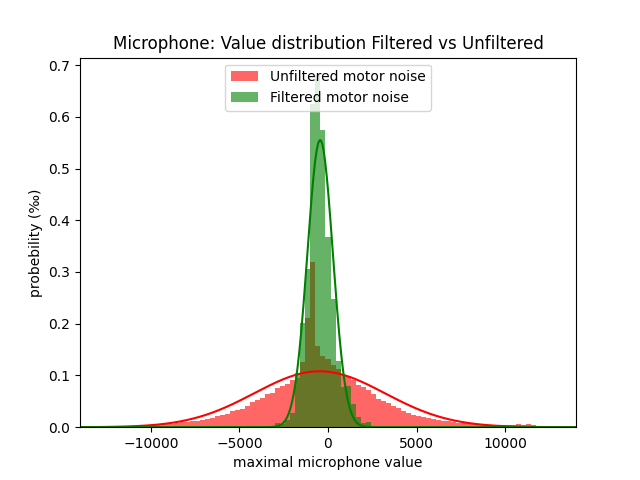 Microphone: Value distribution Filtered vs Unfiltered
Unfiltered motor noise
Filtered motor noise
probebility (‰)
0.7
0.6
0.5
0.4
0.3
0.2
0.1
0.0
−10000 −5000 0 5000 10000
maximal microphone value